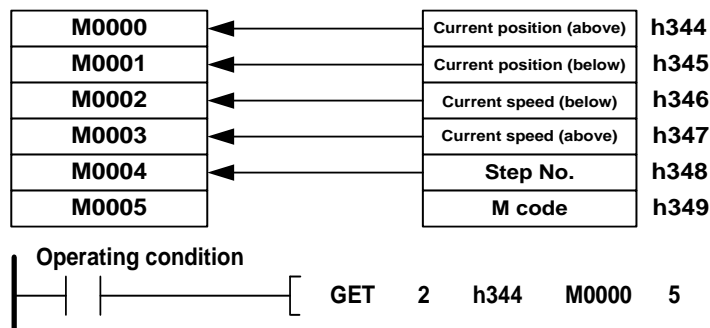 M0000 Current position (above) h344
M0001 Current position (below) h345
M0002 Current speed (below) h346
M0003 Current speed (above) h347
M0004 Step No. h348
M0005 M code h349
Operating condition
GET 2 h344 M0000 5